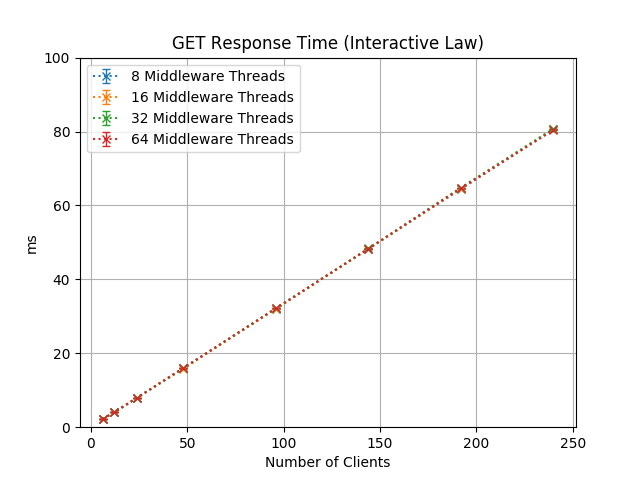 GET Response Time (Interactive Law)
100
80
60
40
20
0
ms
8 Middleware Threads
16 Middleware Threads
32 Middleware Threads
64 Middleware Threads
0 50 100 150 200 250
Number of Clients